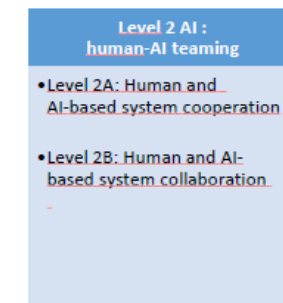 Level 2 AI :
human-AI teaming
•Level 2A: Human and
AI-based system cooperation
•Level 2B: Human and AI-
based system collaboration